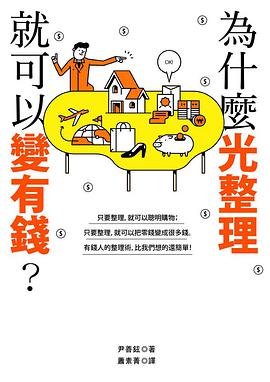 為什麼光整理
就可以變有錢？
OK!
只要整理，就可以聰明購物；
只要整理，就可以把零錢變成很多錢。
有錢人的整理術，比我們想的還簡單！
尹善鉉 著
蕭素菁 譯